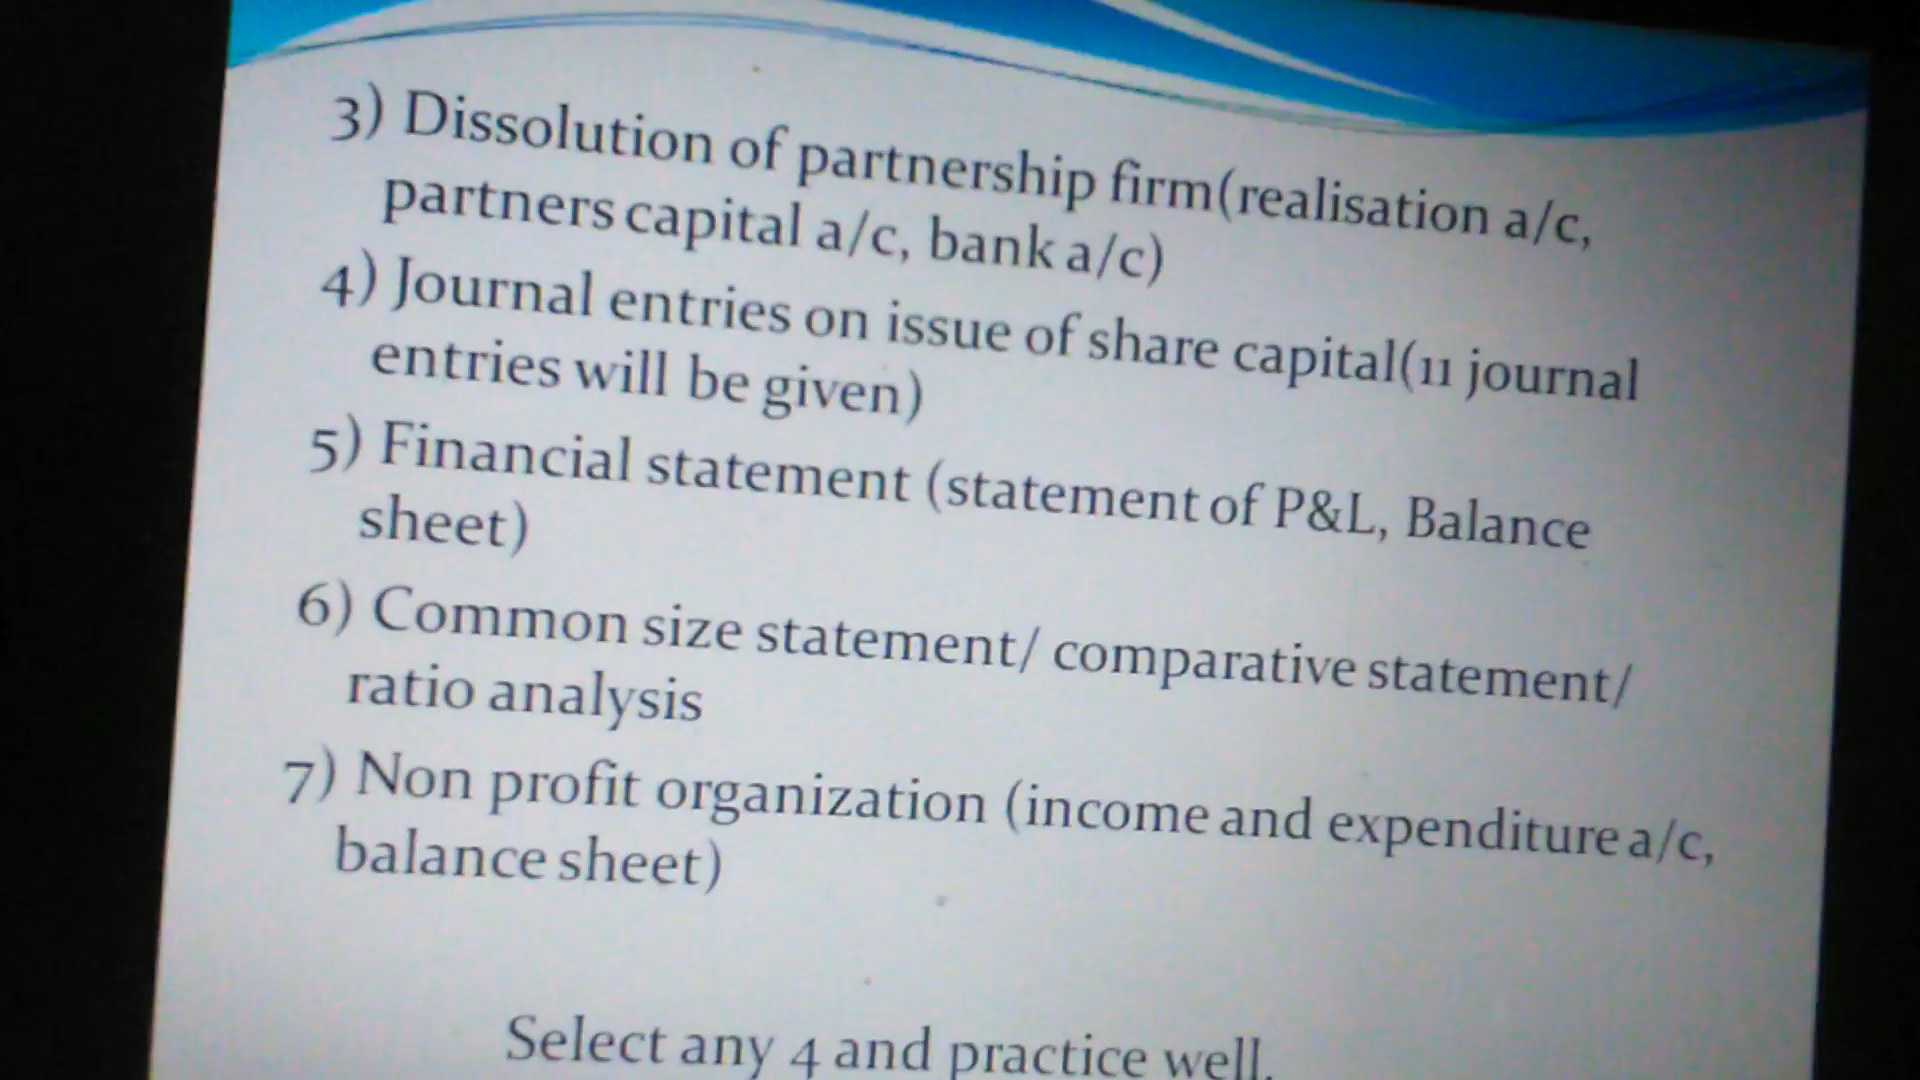 3) Dissolution of partnership firm(realisation a/c,
partners capital a/c, bank a/c)
4) Journal entries on issue of share capital(11 journal
entries will be given)
5) Financial statement (statement of P&L, Balance
sheet)
6) Common size statement/ comparative statement/
ratio analysis
7) Non profit organization (income and expenditure a/c,
balance sheet)
Select any 4 and practice well.